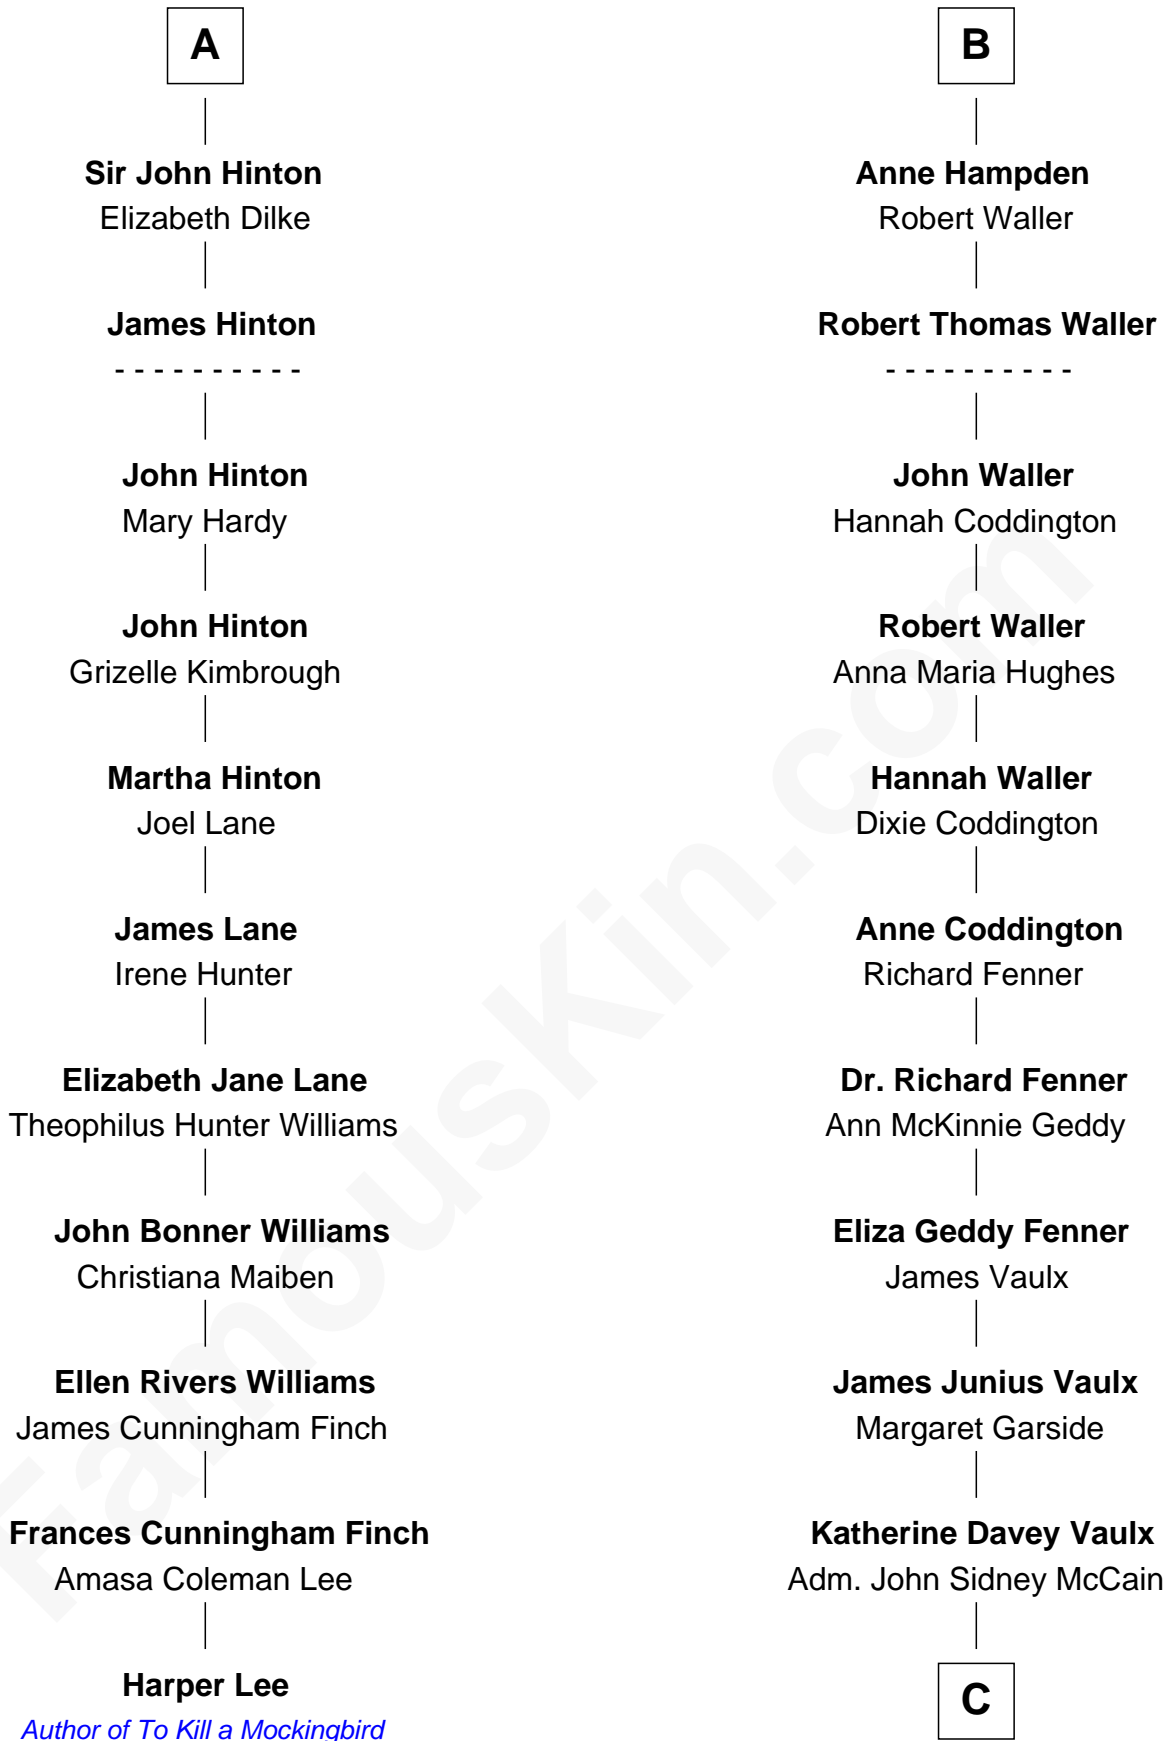 A
Sir John Hinton
Elizabeth Dilke
James Hinton
- - - - - - - - - -
John Hinton
Mary Hardy
John Hinton
Grizelle Kimbrough
Martha Hinton
Joel Lane
James Lane
Irene Hunter
Elizabeth Jane Lane
Theophilus Hunter Williams
John Bonner Williams
Christiana Maiben
Ellen Rivers Williams
James Cunningham Finch
Frances Cunningham Finch
Amasa Coleman Lee
Harper Lee
Author of To Kill a Mockingbird
B
Anne Hampden
Robert Waller
Robert Thomas Waller
- - - - - - - - - -
John Waller
Hannah Coddington
Robert Waller
Anna Maria Hughes
Hannah Waller
Dixie Coddington
Anne Coddington
Richard Fenner
Dr. Richard Fenner
Ann McKinnie Geddy
Eliza Geddy Fenner
James Vaulx
James Junius Vaulx
Margaret Garside
Katherine Davey Vaulx
Adm. John Sidney McCain
C
FamousKin.com